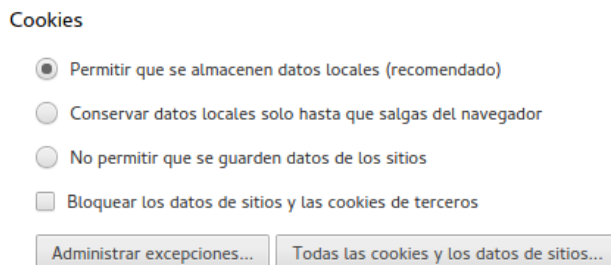 Cookies
Permitir que se almacenen datos locales (recomendado)
Conservar datos locales solo hasta que salgas del navegador
No permitir que se guarden datos de los sitios
Bloquear los datos de sitios y las cookies de terceros
Administrar excepciones... Todas las cookies y los datos de sitios...